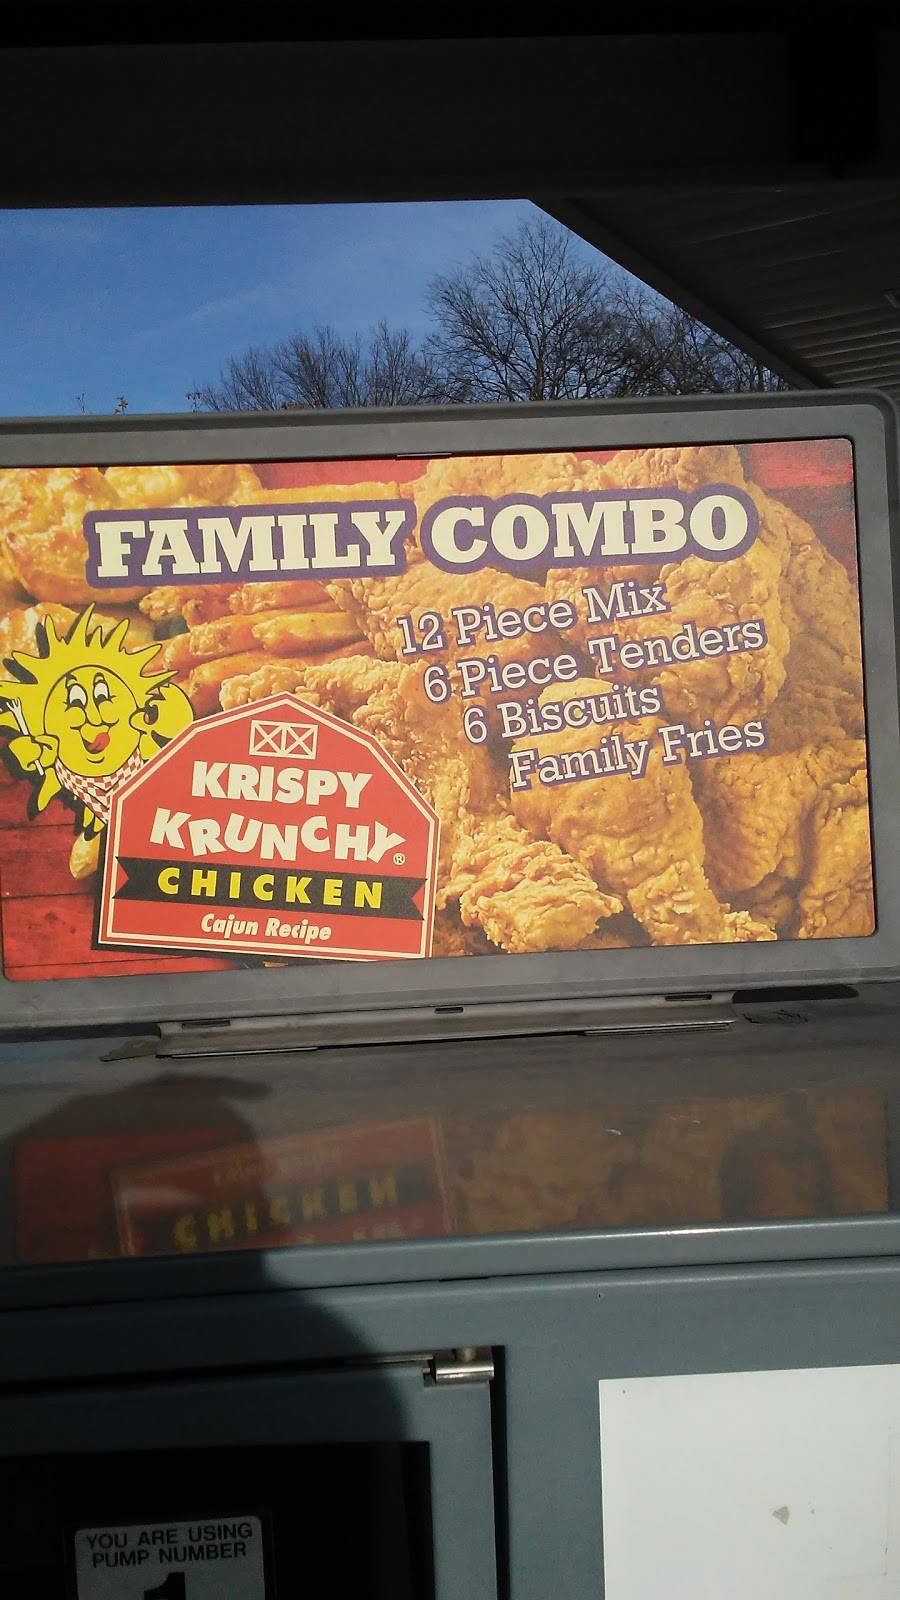 FAMILY COMBO
12 Piece Mix
6 Piece Tenders
6 Biscuits
Family Fries
KRISPY
KRUNCHY®
CHICKEN
Cajun Recipe
CHICKEN
YOU ARE USING
PUMP NUMBER
1